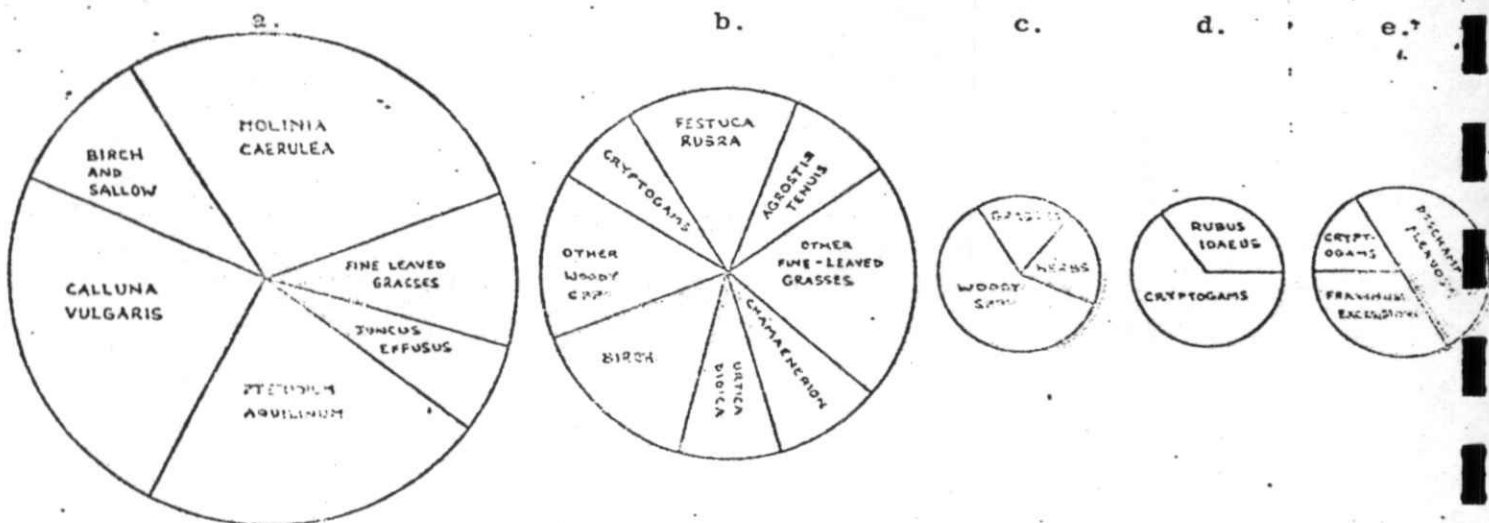 a.
b.
c.
d.
e.
MOLINIA
CAERULEA
BIRCH
AND
SALLOW
FINE LEAVED
GRASSES
JUNCUS
EFFUSUS
CALLUNA
VULGARIS
AQUILINUM
FESTUCA
RUBRA
CRYPTOGAMS
AGROSTIS
TENUIS
OTHER
WOODY
OTHER
FINE-LEAVED
GRASSES
BIRCH
URTICA
DIOICA
CHAMAENERION
GRASSES
HERBS
WOODY
RUBUS
IDAEUS
CRYPTOGAMS
CRYPT-
OGAMS
FRAXINUS
EXCELSIOR